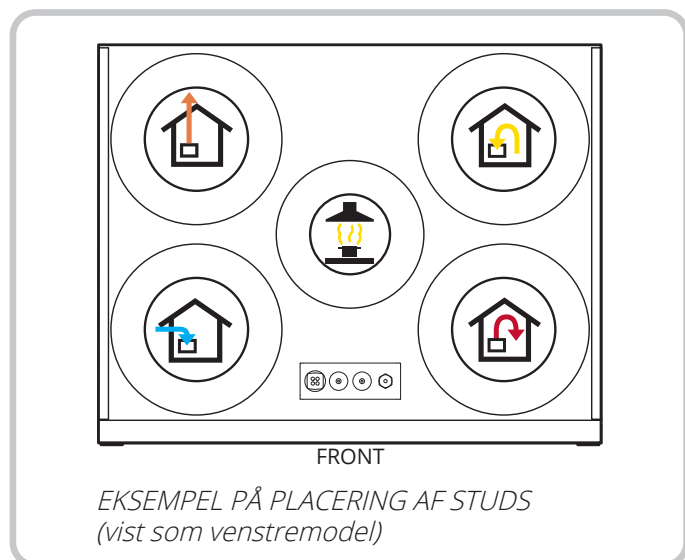 FRONT
EKSEMPEL PÅ PLACERING AF STUDS
(vist som venstremodel)